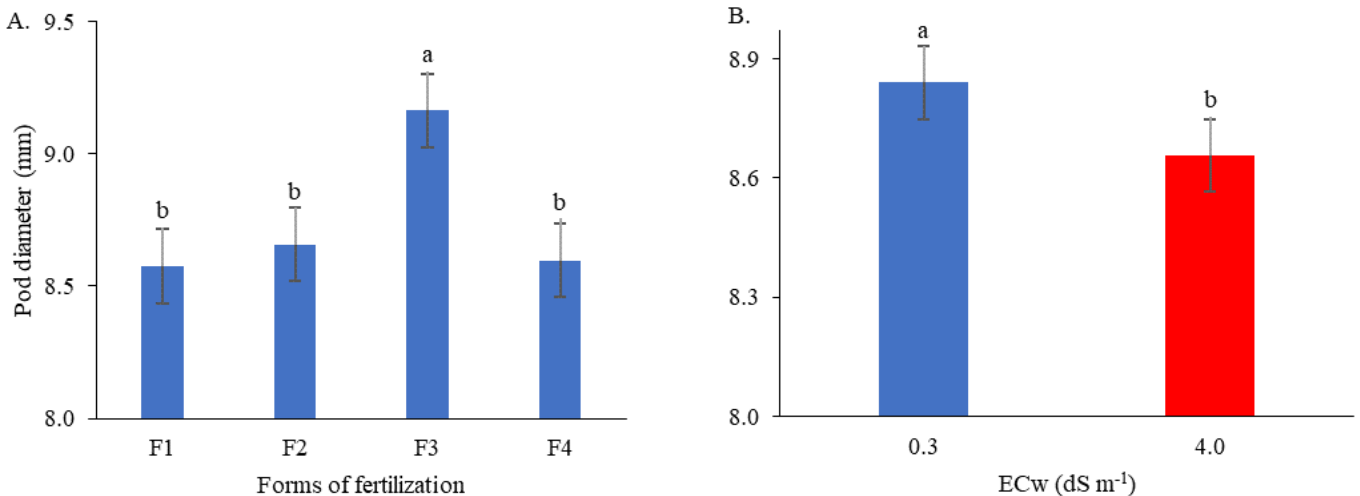 A.
Pod diameter (mm)
9.5
9.0
8.5
8.0
b
b
a
b
F1 F2 F3 F4
Forms of fertilization
B.
8.9
8.6
8.3
8.0
a
b
0.3 4.0
ECw (dS m⁻¹)